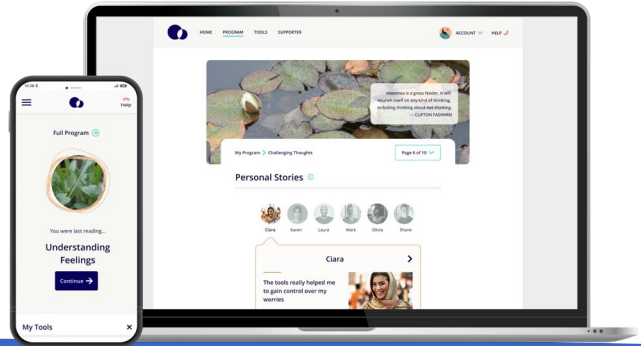 HOME PROGRAM TOOLS SUPPORTER ACCOUNT HELP
Insomnia is a gross feeder. It will
nourish itself on any kind of thinking,
including thinking about not thinking.
— CLIFTON FADIMAN
My Program > Challenging Thoughts
Page 6 of 10
Personal Stories
Ciara Karen Laura Mark Olivia Shane
Ciara
The tools really helped me
to gain control over my
worries
Help
Full Program
You were last reading...
Understanding
Feelings
Continue
My Tools